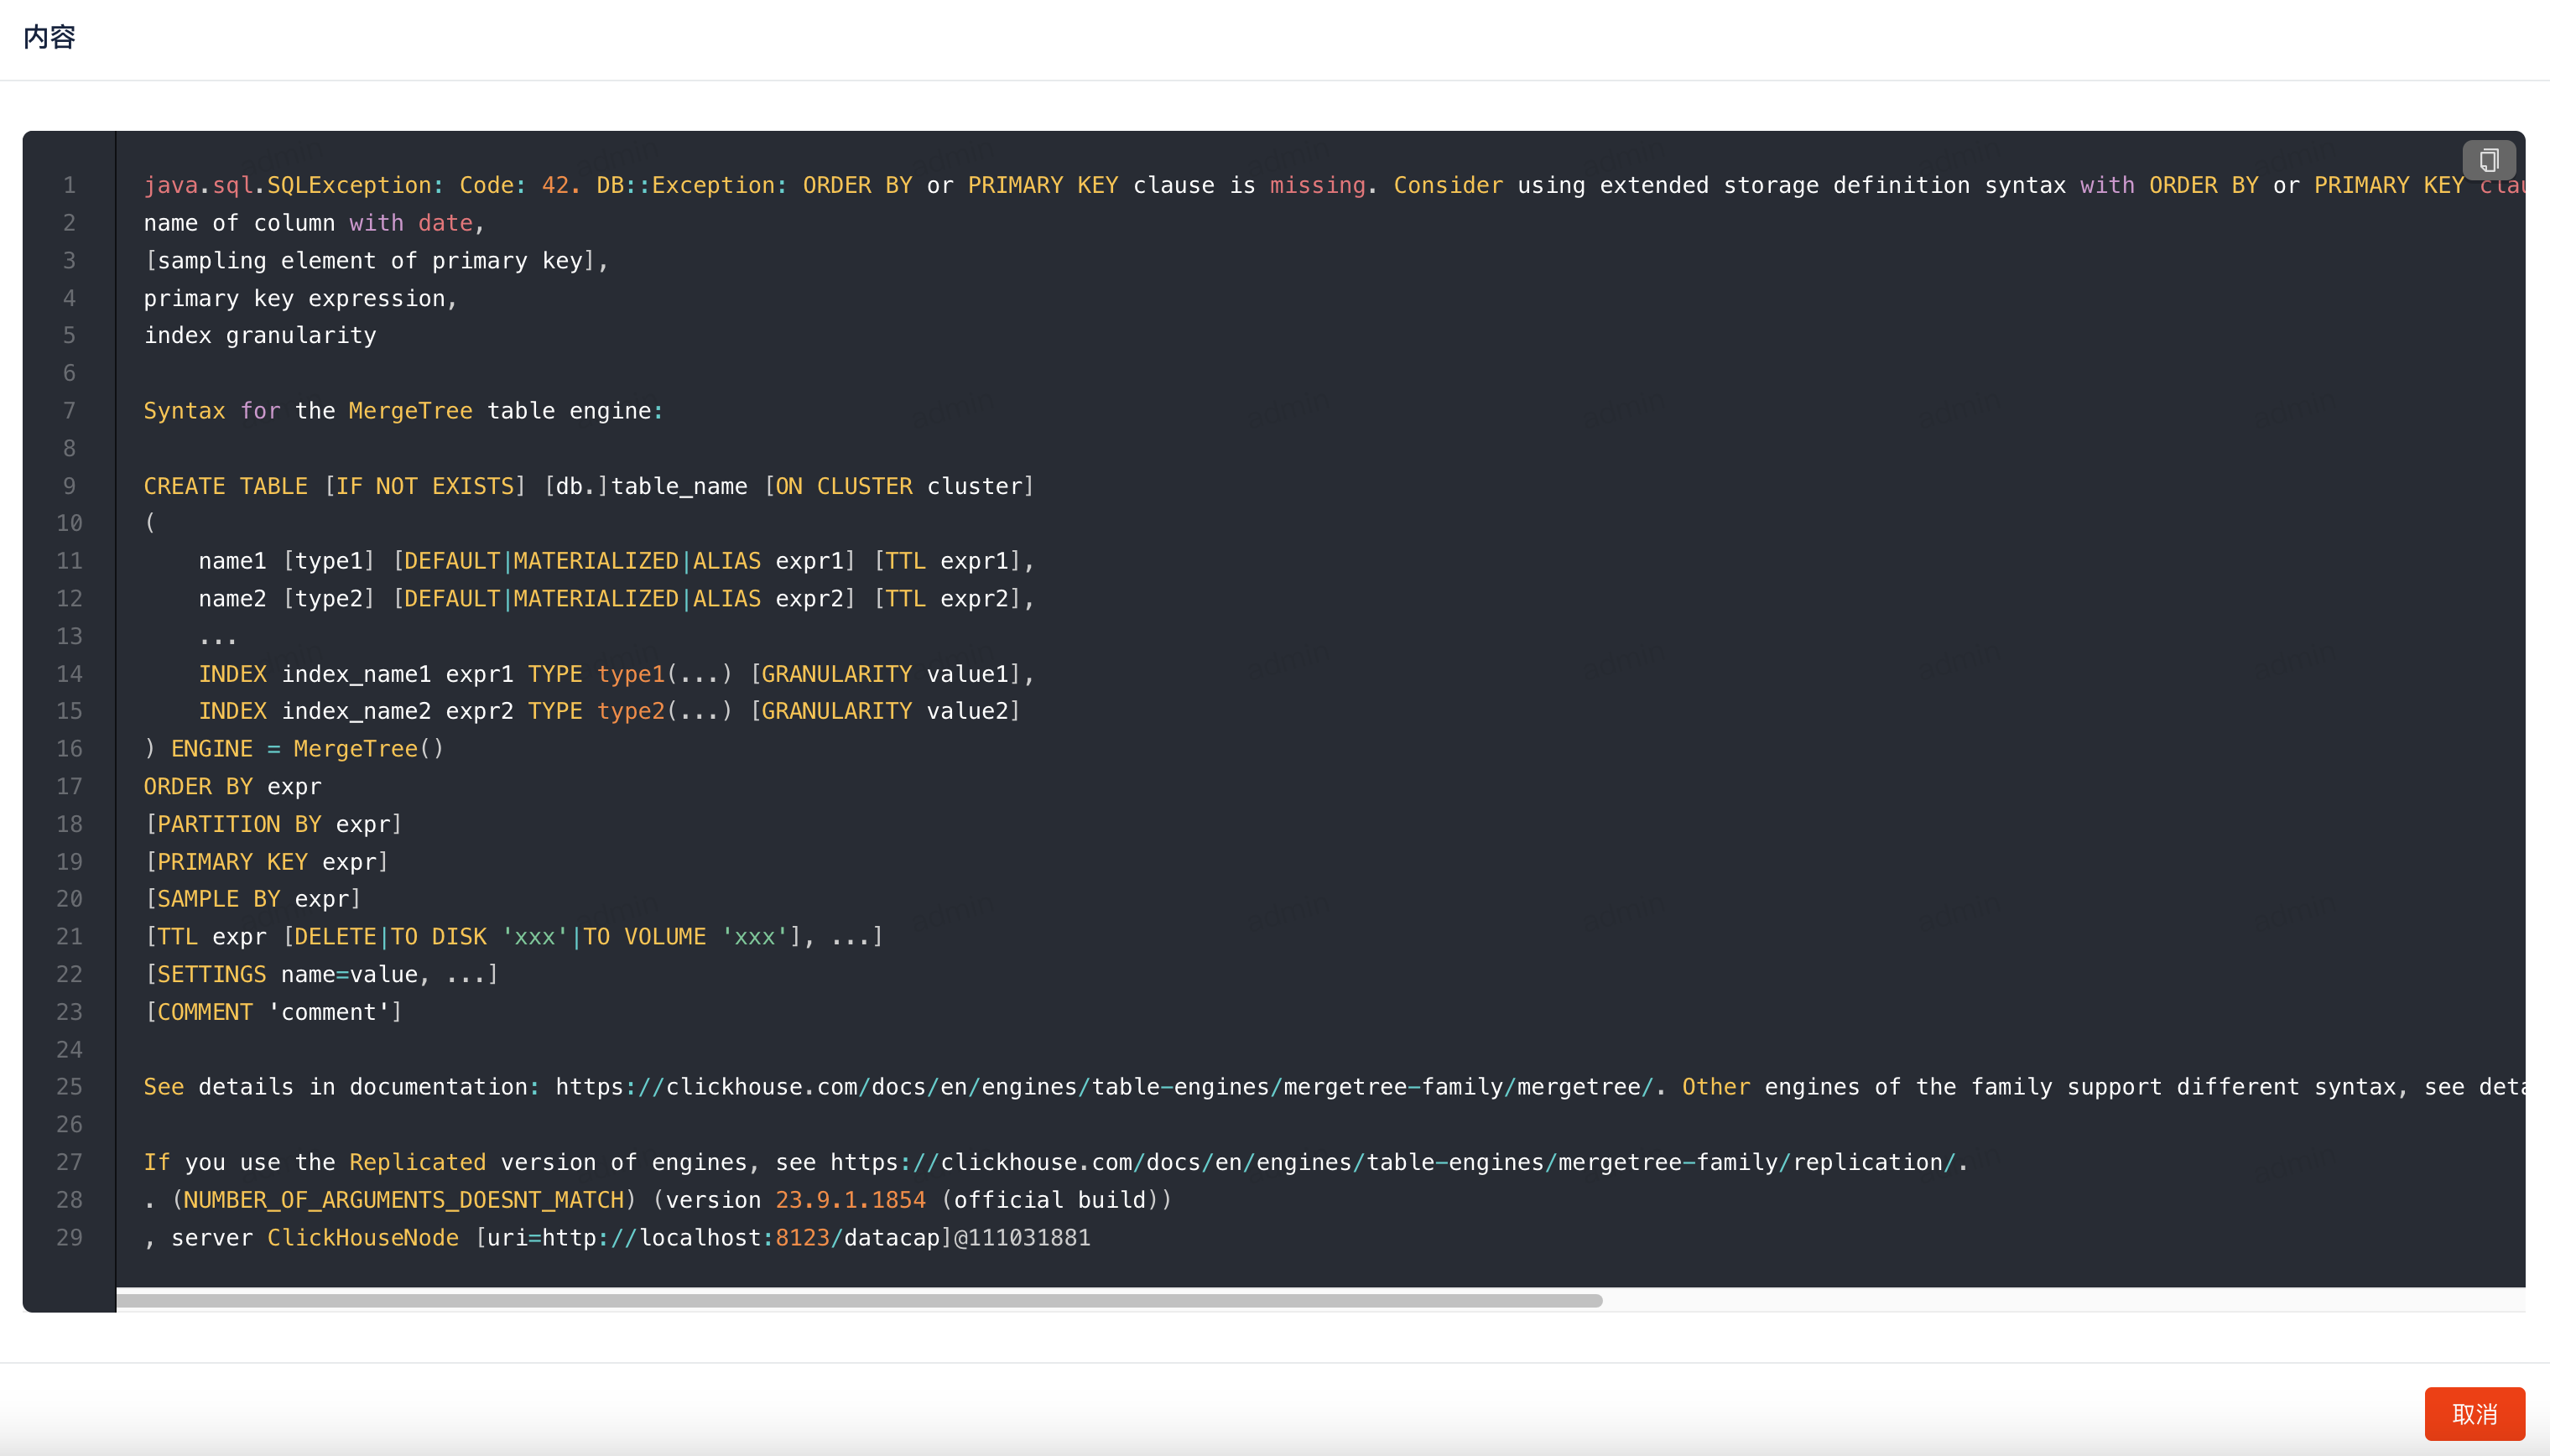 内容
1 java.sql.SQLException: Code: 42. DB::Exception: ORDER BY or PRIMARY KEY clause is missing. Consider using extended storage definition syntax with ORDER BY or PRIMARY KEY clau
2 name of column with date,
3 [sampling element of primary key],
4 primary key expression,
5 index granularity
6
7 Syntax for the MergeTree table engine:
8
9 CREATE TABLE [IF NOT EXISTS] [db.]table_name [ON CLUSTER cluster]
10 (
11     name1 [type1] [DEFAULT|MATERIALIZED|ALIAS expr1] [TTL expr1],
12     name2 [type2] [DEFAULT|MATERIALIZED|ALIAS expr2] [TTL expr2],
13     ...
14     INDEX index_name1 expr1 TYPE type1(...) [GRANULARITY value1],
15     INDEX index_name2 expr2 TYPE type2(...) [GRANULARITY value2]
16 ) ENGINE = MergeTree()
17 ORDER BY expr
18 [PARTITION BY expr]
19 [PRIMARY KEY expr]
20 [SAMPLE BY expr]
21 [TTL expr [DELETE|TO DISK 'xxx'|TO VOLUME 'xxx'], ...]
22 [SETTINGS name=value, ...]
23 [COMMENT 'comment']
24
25 See details in documentation: https://clickhouse.com/docs/en/engines/table-engines/mergetree-family/mergetree/. Other engines of the family support different syntax, see deta
26
27 If you use the Replicated version of engines, see https://clickhouse.com/docs/en/engines/table-engines/mergetree-family/replication/.
28 . (NUMBER_OF_ARGUMENTS_DOESNT_MATCH) (version 23.9.1.1854 (official build))
29 , server ClickHouseNode [uri=http://localhost:8123/datacap]@111031881
取消